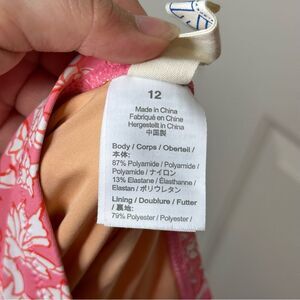 12
Made in China
Fabriqué en Chine
Hergestellt in China
中国製
Body / Corps / Oberteil /
本体:
87% Polyamide / Polyamide /
Polyamid / ナイロン
13% Elastane / Élasthanne /
Elastan / ポリウレタン
Lining / Doublure / Futter
/ 裏地:
79% Polyester / Polyester /